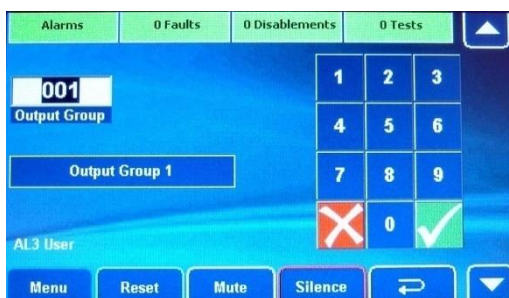 Alarms 0 Faults 0 Disablements 0 Tests
001
Output Group
Output Group 1
1 2 3
4 5 6
7 8 9
0
AL3 User
Menu Reset Mute Silence